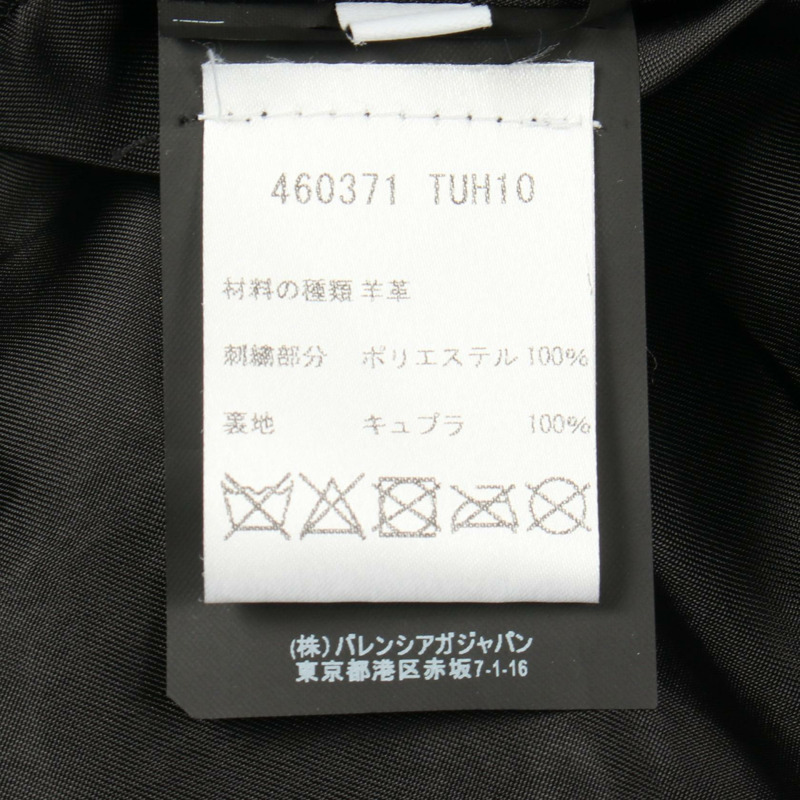 460371 TUH10
材料の種類 羊革
刺繍部分 ポリエステル 100%
裏地 キュプラ 100%
(株)バレンシアガジャパン
東京都港区赤坂7-1-16